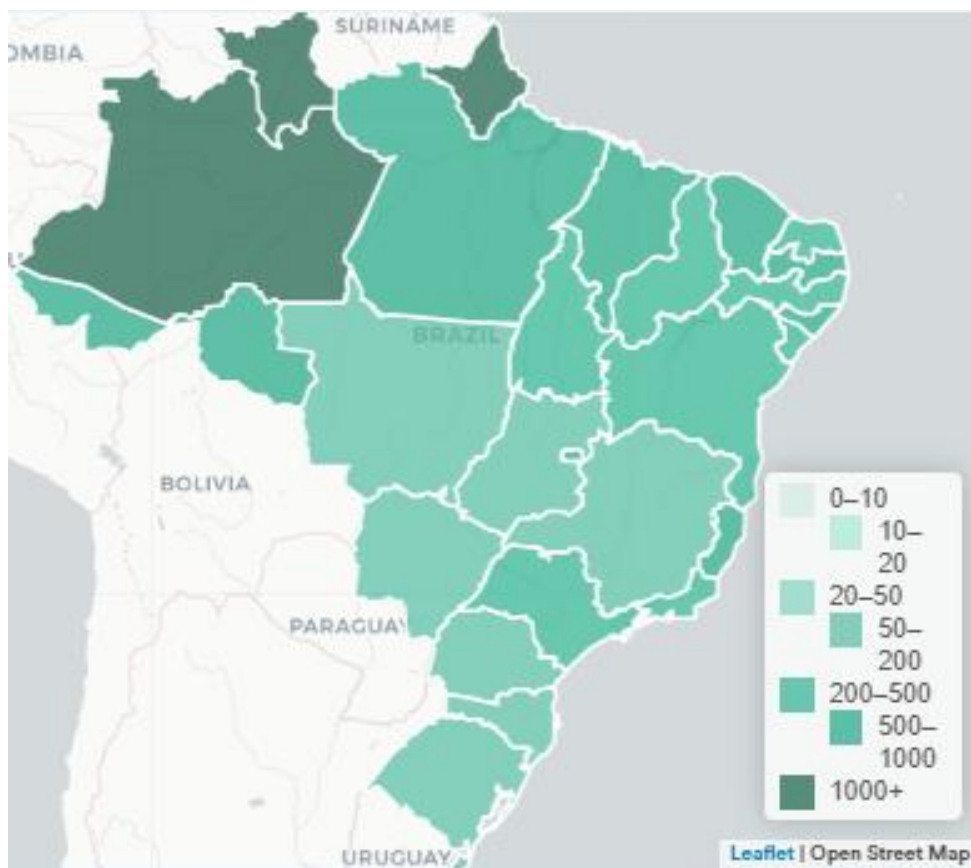 SURINAME
OMBIA
BRAZIL
BOLIVIA
PARAGUAY
URUGUAY
0–10
10–
20
20–50
50–
200
200–500
500–
1000
1000+
Leaflet | Open Street Map